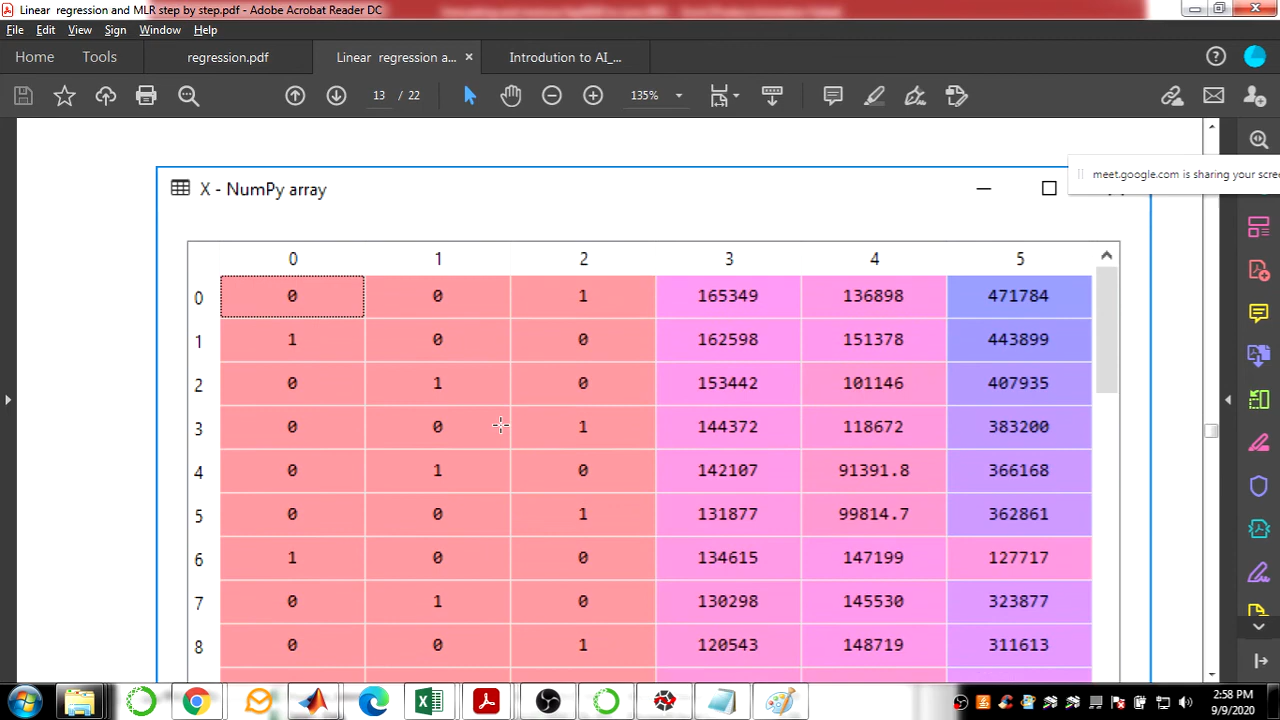 Linear regression and MLR step by step.pdf - Adobe Acrobat Reader DC
File Edit View Sign Window Help
Home Tools regression.pdf Linear regression a... × Introdution to AI_...
13 / 22 135%
meet.google.com is sharing your scre
X - NumPy array
0 1 2 3 4 5
0 0 0 1 165349 136898 471784
1 1 0 0 162598 151378 443899
2 0 1 0 153442 101146 407935
3 0 0 1 144372 118672 383200
4 0 1 0 142107 91391.8 366168
5 0 0 1 131877 99814.7 362861
6 1 0 0 134615 147199 127717
7 0 1 0 130298 145530 323877
8 0 0 1 120543 148719 311613
2:58 PM
9/9/2020